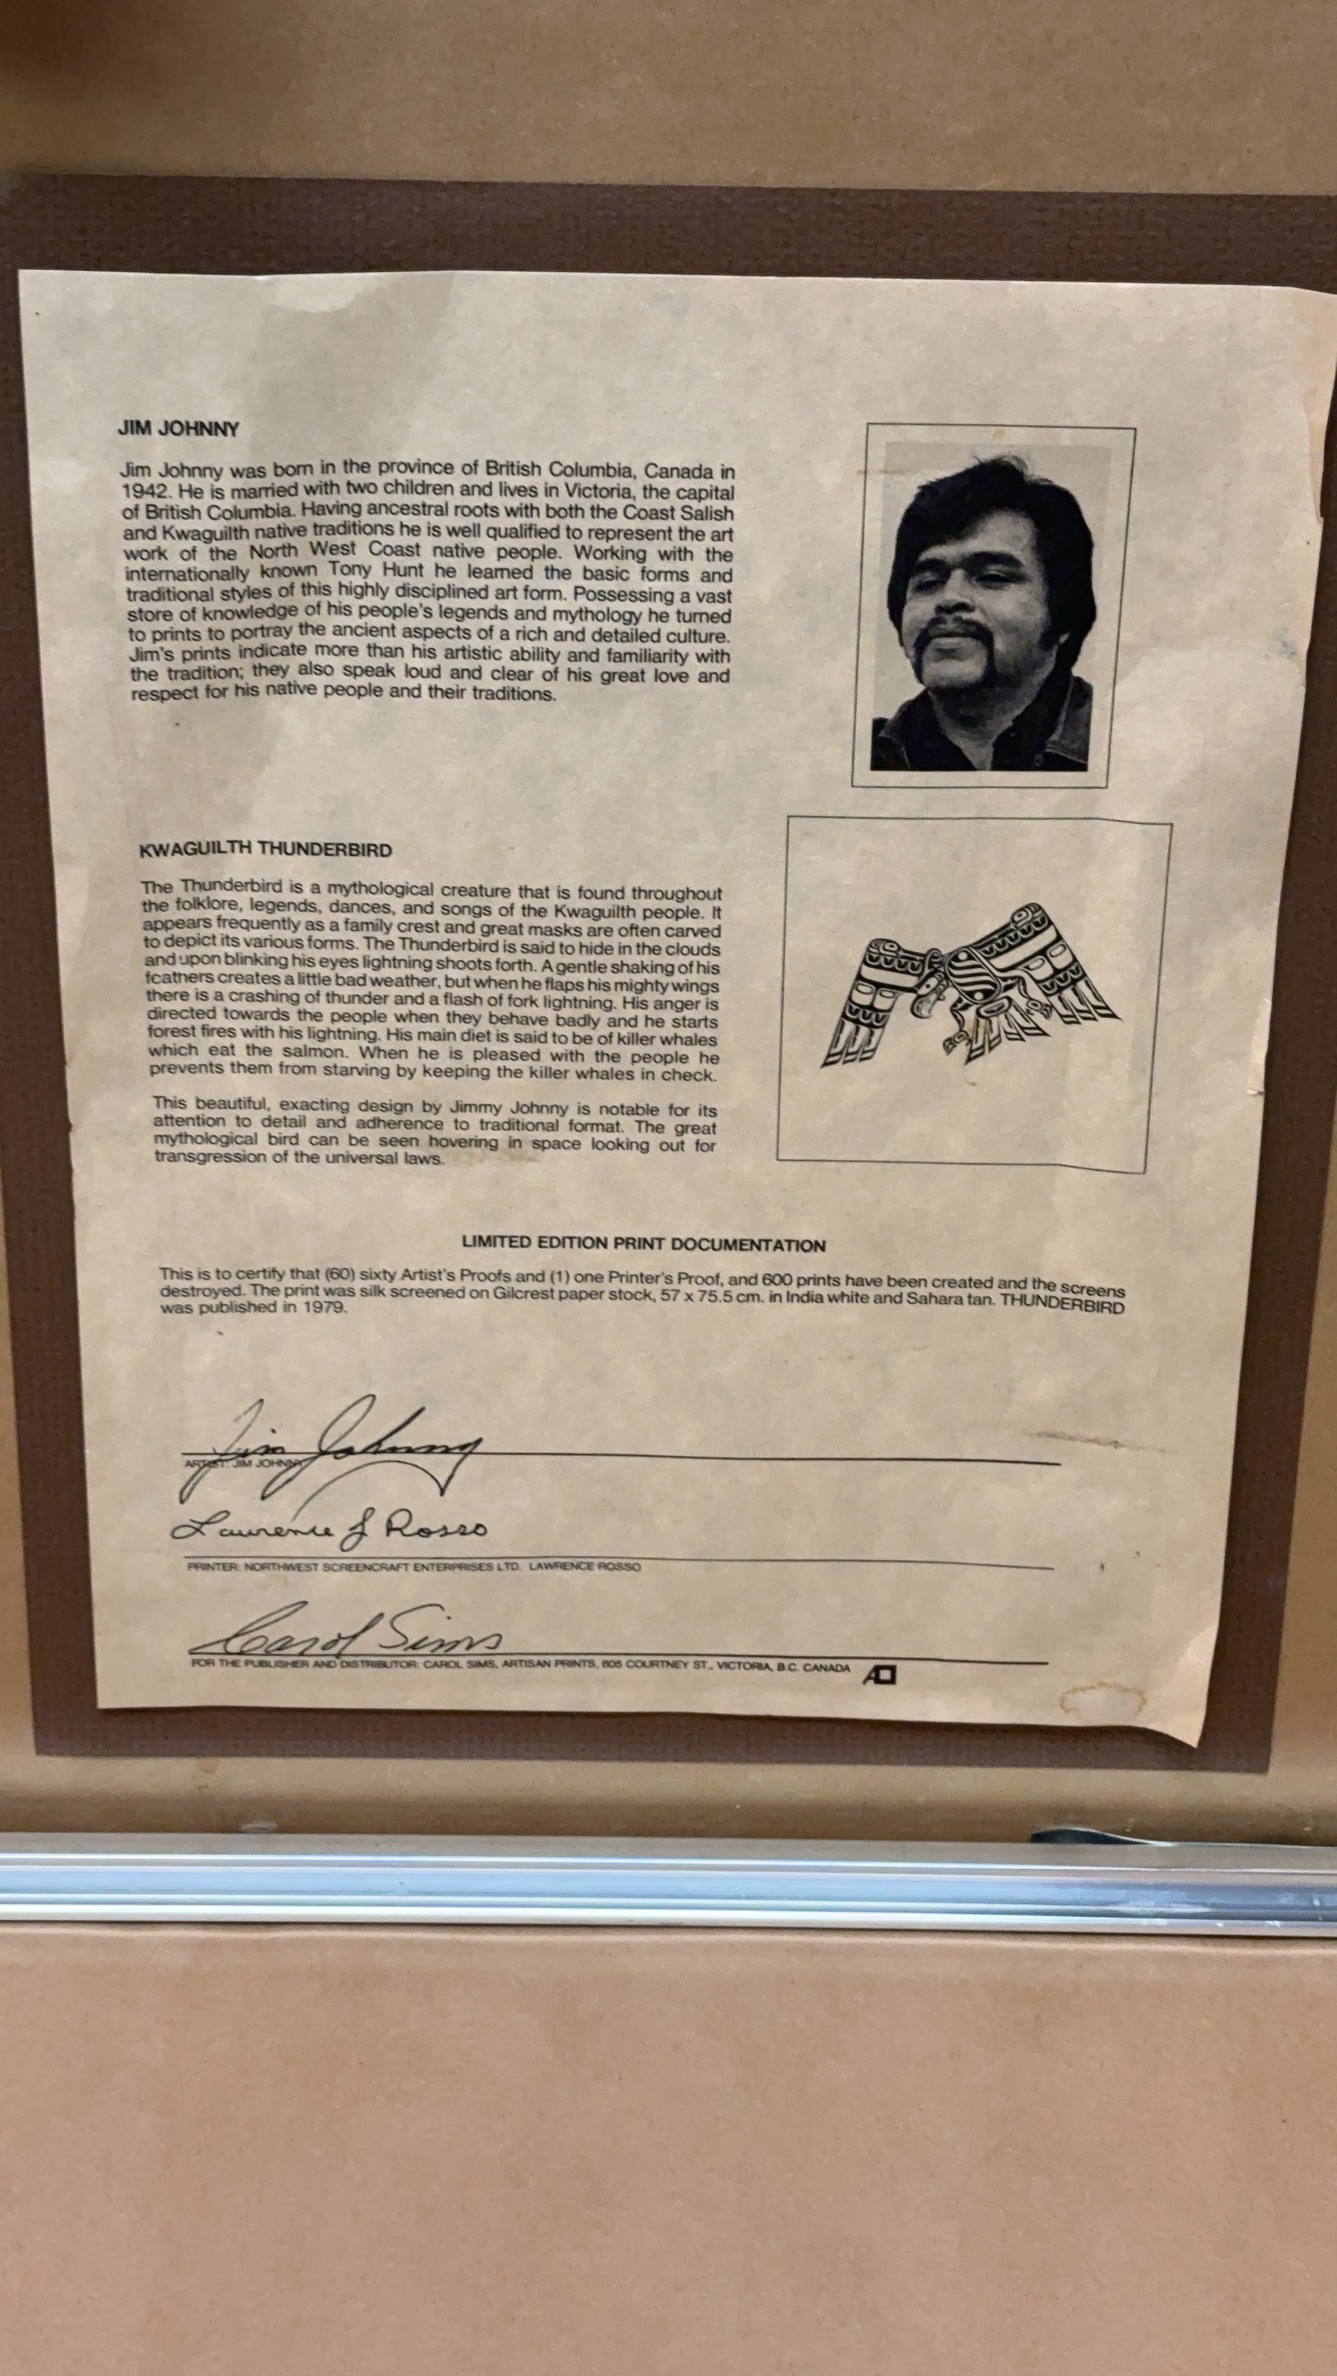 JIM JOHNNY
Jim Johnny was born in the province of British Columbia, Canada in
1942. He is married with two children and lives in Victoria, the capital
of British Columbia. Having ancestral roots with both the Coast Salish
and Kwaguilth native traditions he is well qualified to represent the art
work of the North West Coast native people. Working with the
internationally known Tony Hunt he learned the basic forms and
traditional styles of this highly disciplined art form. Possessing a vast
store of knowledge of his people's legends and mythology he turned
to prints to portray the ancient aspects of a rich and detailed culture.
Jim's prints indicate more than his artistic ability and familiarity with
the tradition; they also speak loud and clear of his great love and
respect for his native people and their traditions.
KWAGUILTH THUNDERBIRD
The Thunderbird is a mythological creature that is found throughout
the folklore, legends, dances, and songs of the Kwaguilth people. It
appears frequently as a family crest and great masks are often carved
to depict its various forms. The Thunderbird is said to hide in the clouds
and upon blinking his eyes lightning shoots forth. A gentle shaking of his
feathers creates a little bad weather, but when he flaps his mighty wings
there is a crashing of thunder and a flash of fork lightning. His anger is
directed towards the people when they behave badly and he starts
forest fires with his lightning. His main diet is said to be of killer whales
which eat the salmon. When he is pleased with the people he
prevents them from starving by keeping the killer whales in check.
This beautiful, exacting design by Jimmy Johnny is notable for its
attention to detail and adherence to traditional format. The great
mythological bird can be seen hovering in space looking out for
transgression of the universal laws.
LIMITED EDITION PRINT DOCUMENTATION
This is to certify that (60) sixty Artist's Proofs and (1) one Printer's Proof, and 600 prints have been created and the screens
destroyed. The print was silk screened on Gilcrest paper stock, 57 x 75.5 cm. in India white and Sahara tan. THUNDERBIRD
was published in 1979.
Jim Johnny
ARTIST: JIM JOHNNY
Laurence J Rosso
PRINTER: NORTHWEST SCREENCRAFT ENTERPRISES LTD. LAWRENCE ROSSO
Carol Sims
FOR THE PUBLISHER AND DISTRIBUTOR: CAROL SIMS, ARTISAN PRINTS, 605 COURTNEY ST., VICTORIA, B.C. CANADA